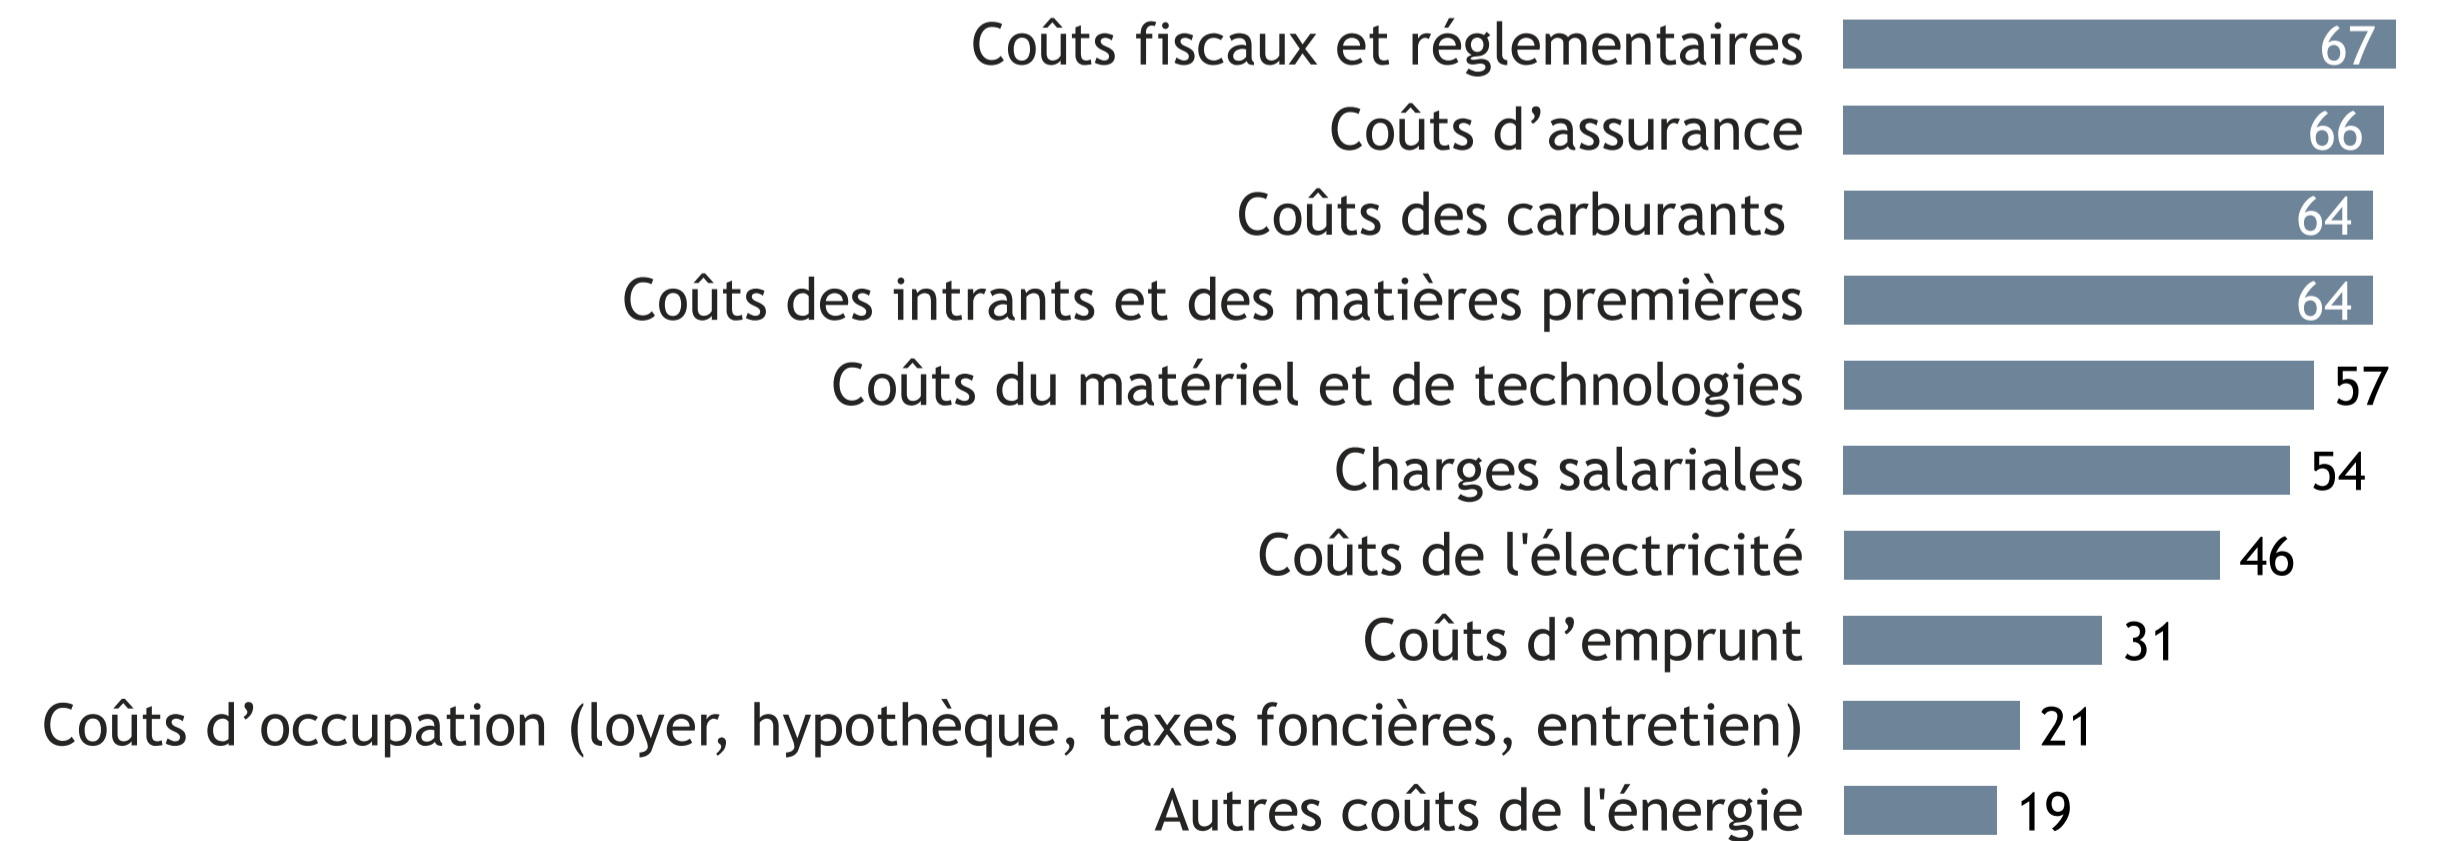 Coûts fiscaux et réglementaires 67
Coûts d’assurance 66
Coûts des carburants 64
Coûts des intrants et des matières premières 64
Coûts du matériel et de technologies 57
Charges salariales 54
Coûts de l'électricité 46
Coûts d’emprunt 31
Coûts d’occupation (loyer, hypothèque, taxes foncières, entretien) 21
Autres coûts de l'énergie 19